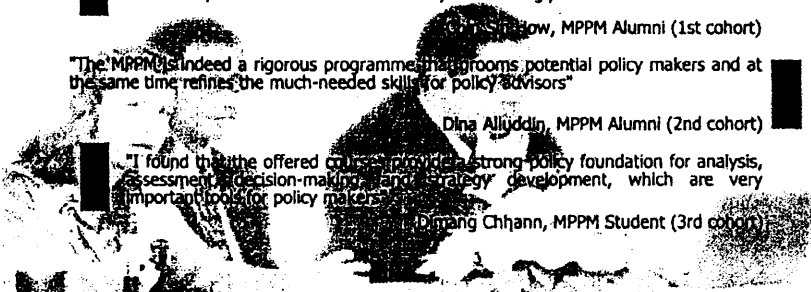 ow, MPPM Alumni (1st cohort)
"The MPPM is indeed a rigorous programme that grooms potential policy makers and at
the same time refines the much-needed skills for policy advisors"
Dina Aliuddin, MPPM Alumni (2nd cohort)
"I found that the offered courses provide a strong policy foundation for analysis,
assessment, decision-making and strategy development, which are very
important tools for policy makers
Dimang Chhann, MPPM Student (3rd cohort)